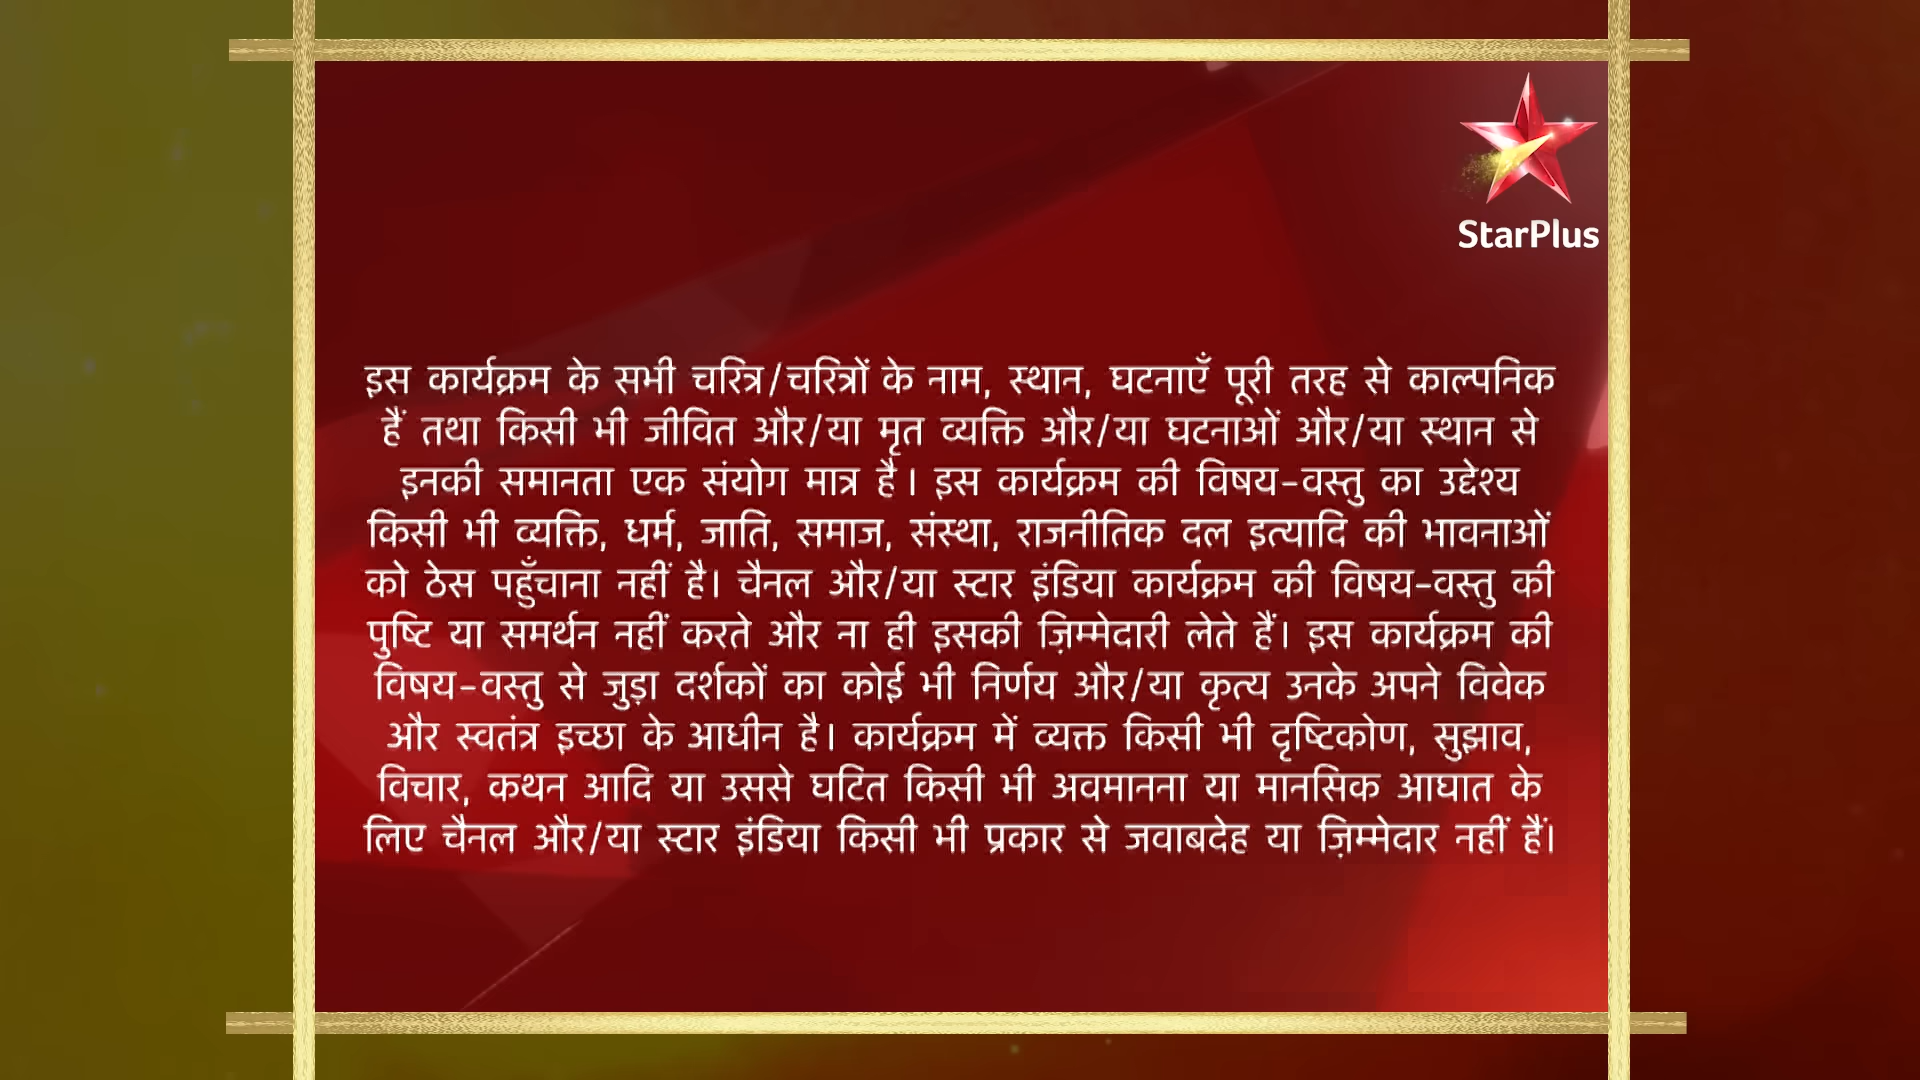 StarPlus
इस कार्यक्रम के सभी चरित्र/चरित्रों के नाम, स्थान, घटनाएँ पूरी तरह से काल्पनिक
हैं तथा किसी भी जीवित और/या मृत व्यक्ति और/या घटनाओं और/या स्थान से
इनकी समानता एक संयोग मात्र है। इस कार्यक्रम की विषय-वस्तु का उद्देश्य
किसी भी व्यक्ति, धर्म, जाति, समाज, संस्था, राजनीतिक दल इत्यादि की भावनाओं
को ठेस पहुँचाना नहीं है। चैनल और/या स्टार इंडिया कार्यक्रम की विषय-वस्तु की
पुष्टि या समर्थन नहीं करते और ना ही इसकी ज़िम्मेदारी लेते हैं। इस कार्यक्रम की
विषय-वस्तु से जुड़ा दर्शकों का कोई भी निर्णय और/या कृत्य उनके अपने विवेक
और स्वतंत्र इच्छा के आधीन है। कार्यक्रम में व्यक्त किसी भी दृष्टिकोण, सुझाव,
विचार, कथन आदि या उससे घटित किसी भी अवमानना या मानसिक आघात के
लिए चैनल और/या स्टार इंडिया किसी भी प्रकार से जवाबदेह या ज़िम्मेदार नहीं हैं।